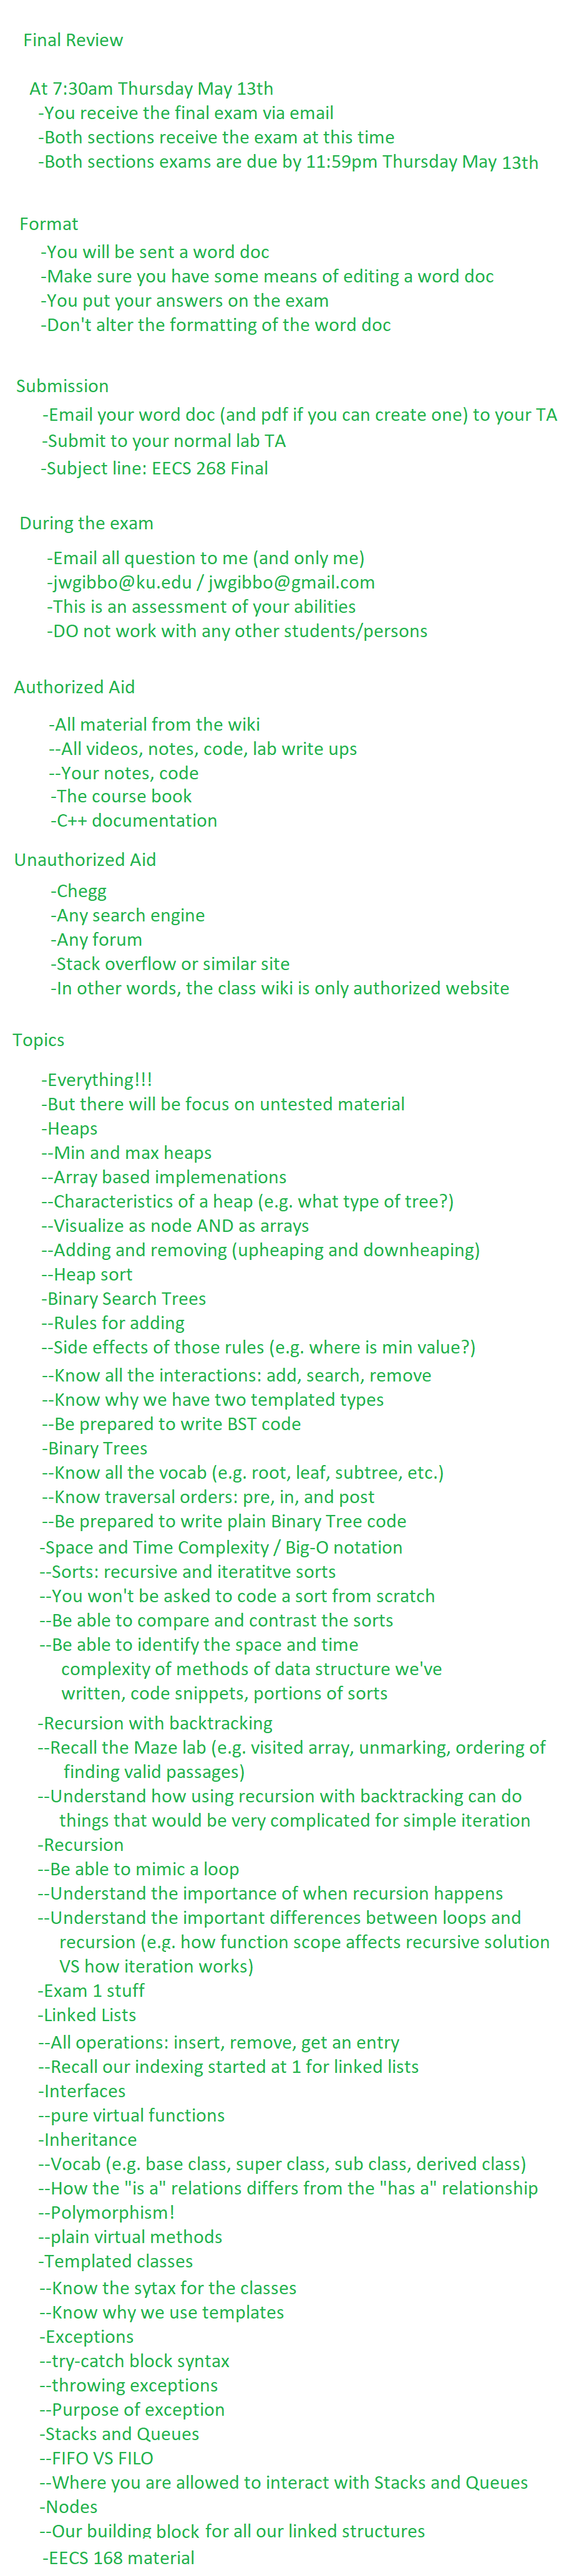 Final Review
At 7:30am Thursday May 13th
-You receive the final exam via email
-Both sections receive the exam at this time
-Both sections exams are due by 11:59pm Thursday May 13th
Format
-You will be sent a word doc
-Make sure you have some means of editing a word doc
-You put your answers on the exam
-Don't alter the formatting of the word doc
Submission
-Email your word doc (and pdf if you can create one) to your TA
-Submit to your normal lab TA
-Subject line: EECS 268 Final
During the exam
-Email all question to me (and only me)
-jwgibbo@ku.edu / jwgibbo@gmail.com
-This is an assessment of your abilities
-DO not work with any other students/persons
Authorized Aid
-All material from the wiki
--All videos, notes, code, lab write ups
--Your notes, code
-The course book
-C++ documentation
Unauthorized Aid
-Chegg
-Any search engine
-Any forum
-Stack overflow or similar site
-In other words, the class wiki is only authorized website
Topics
-Everything!!!
-But there will be focus on untested material
-Heaps
--Min and max heaps
--Array based implemenations
--Characteristics of a heap (e.g. what type of tree?)
--Visualize as node AND as arrays
--Adding and removing (upheaping and downheaping)
--Heap sort
-Binary Search Trees
--Rules for adding
--Side effects of those rules (e.g. where is min value?)
--Know all the interactions: add, search, remove
--Know why we have two templated types
--Be prepared to write BST code
-Binary Trees
--Know all the vocab (e.g. root, leaf, subtree, etc.)
--Know traversal orders: pre, in, and post
--Be prepared to write plain Binary Tree code
-Space and Time Complexity / Big-O notation
--Sorts: recursive and iteratitve sorts
--You won't be asked to code a sort from scratch
--Be able to compare and contrast the sorts
--Be able to identify the space and time
complexity of methods of data structure we've
written, code snippets, portions of sorts
-Recursion with backtracking
--Recall the Maze lab (e.g. visited array, unmarking, ordering of
finding valid passages)
--Understand how using recursion with backtracking can do
things that would be very complicated for simple iteration
-Recursion
--Be able to mimic a loop
--Understand the importance of when recursion happens
--Understand the important differences between loops and
recursion (e.g. how function scope affects recursive solution
VS how iteration works)
-Exam 1 stuff
-Linked Lists
--All operations: insert, remove, get an entry
--Recall our indexing started at 1 for linked lists
-Interfaces
--pure virtual functions
-Inheritance
--Vocab (e.g. base class, super class, sub class, derived class)
--How the "is a" relations differs from the "has a" relationship
--Polymorphism!
--plain virtual methods
-Templated classes
--Know the sytax for the classes
--Know why we use templates
-Exceptions
--try-catch block syntax
--throwing exceptions
--Purpose of exception
-Stacks and Queues
--FIFO VS FILO
--Where you are allowed to interact with Stacks and Queues
-Nodes
--Our building block for all our linked structures
-EECS 168 material